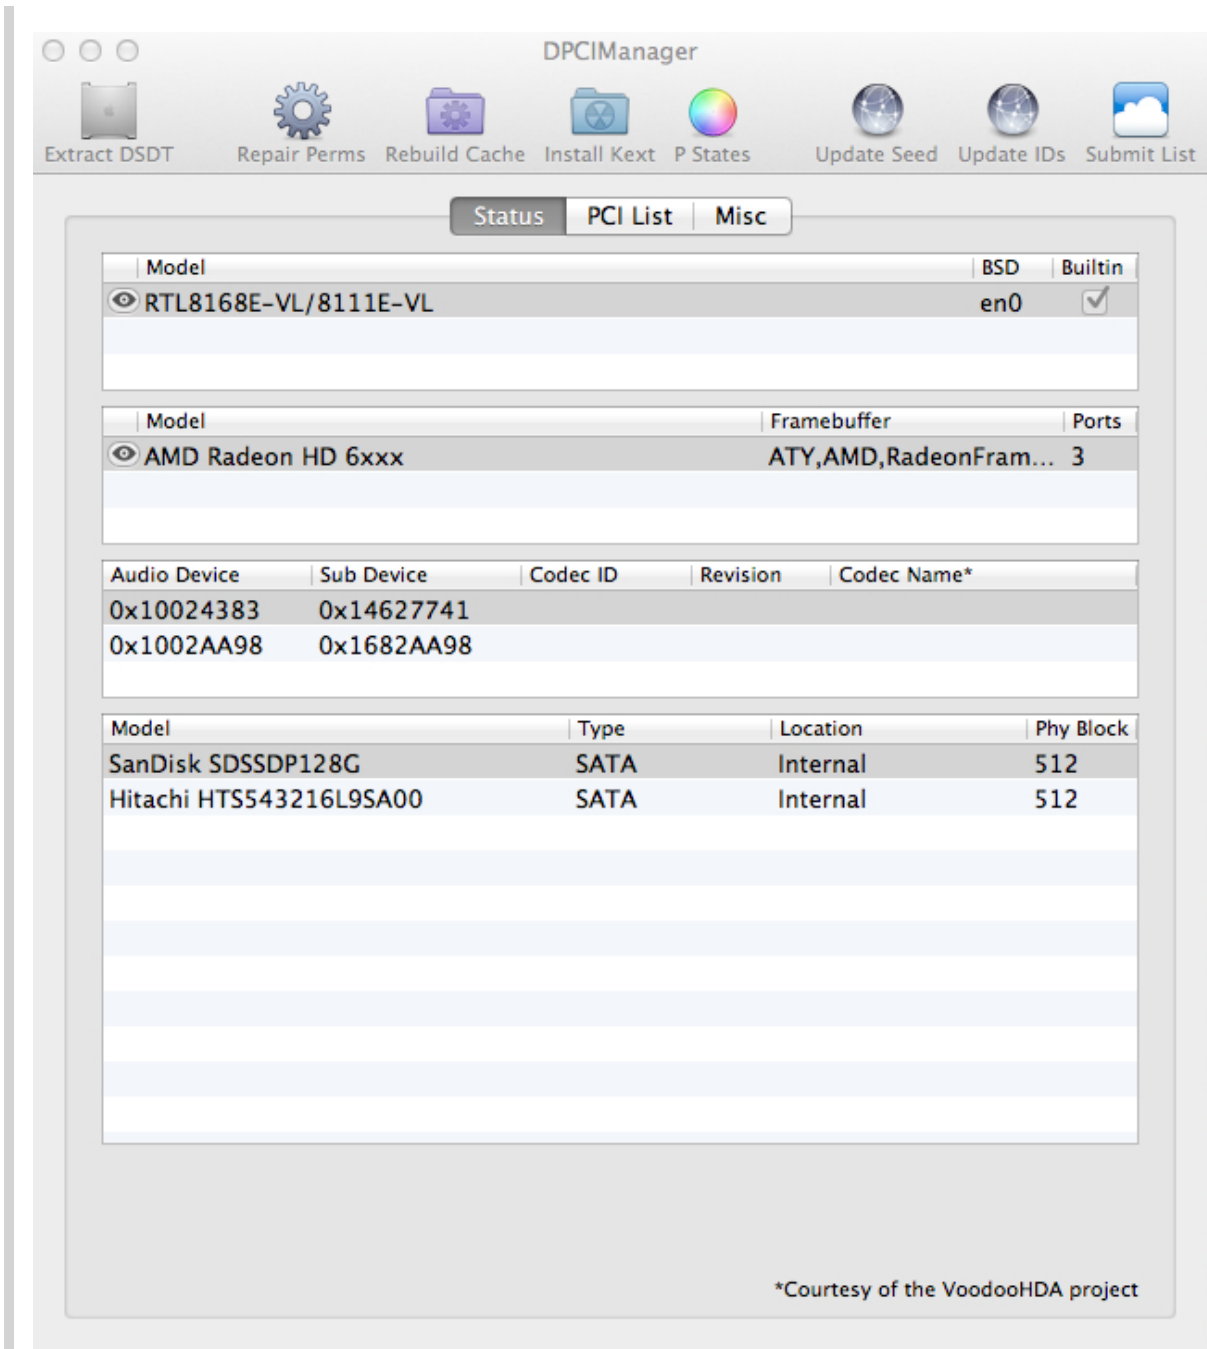 DPCIManager
Extract DSDT Repair Perms Rebuild Cache Install Kext P States Update Seed Update IDs Submit List
Status PCI List Misc
Model BSD Builtin
RTL8168E-VL/8111E-VL en0
Model Framebuffer Ports
AMD Radeon HD 6xxx ATY,AMD,RadeonFram... 3
Audio Device Sub Device Codec ID Revision Codec Name*
0x10024383 0x14627741
0x1002AA98 0x1682AA98
Model Type Location Phy Block
SanDisk SDSSDP128G SATA Internal 512
Hitachi HTS543216L9SA00 SATA Internal 512
*Courtesy of the VoodooHDA project